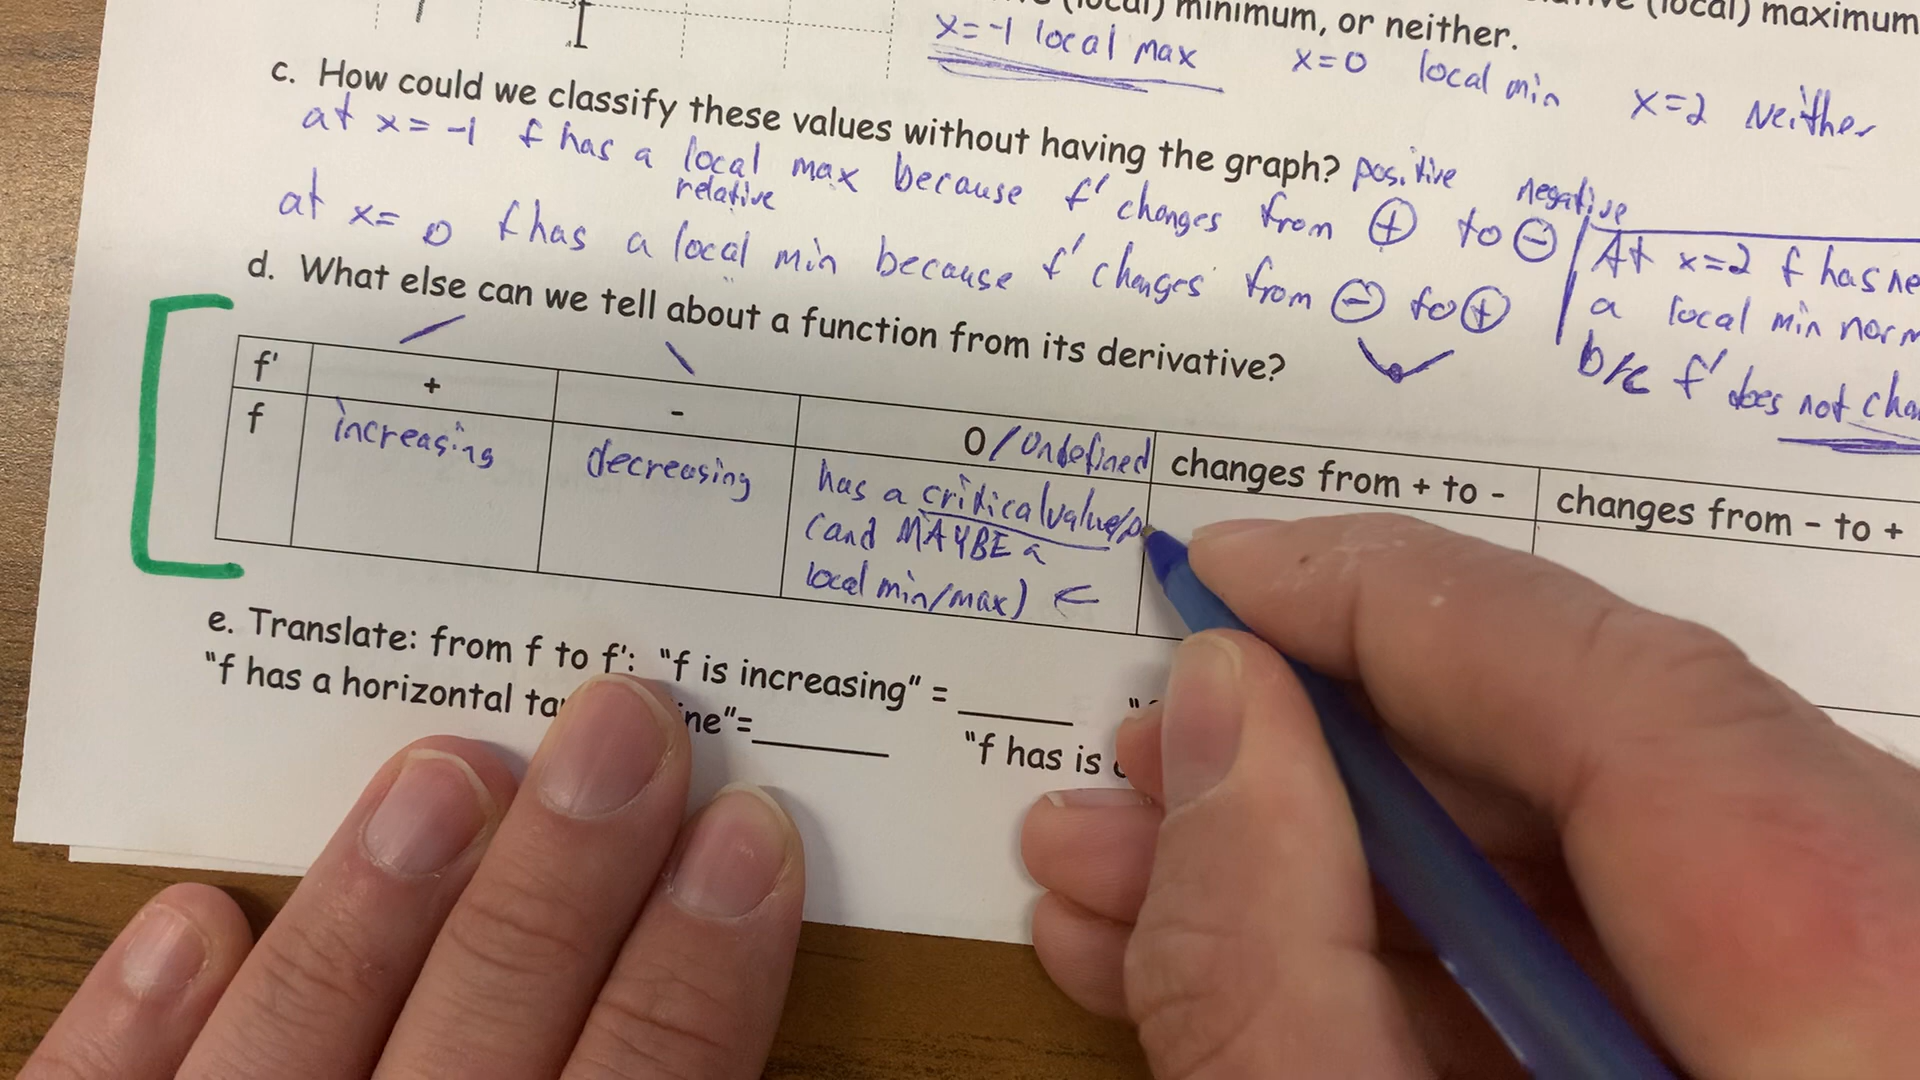 (local) minimum, or neither. (local) maximum
x=-1 local max x=0 local min x=2 Neither
c. How could we classify these values without having the graph?
at x=-1 f has a local max because f' changes from + to -
positive negative
relative
at x=0 f has a local min because f' changes from - to +
At x=2 f has
a local min nor
b/c f' does not
d. What else can we tell about a function from its derivative?
f' + - 0/undefined changes from + to - changes from - to +
f increasing decreasing has a critical value/p
(and MAYBE a
local min/max) ←
e. Translate: from f to f': "f is increasing" = ______
"f has a horizontal ine"=_______ "f has is